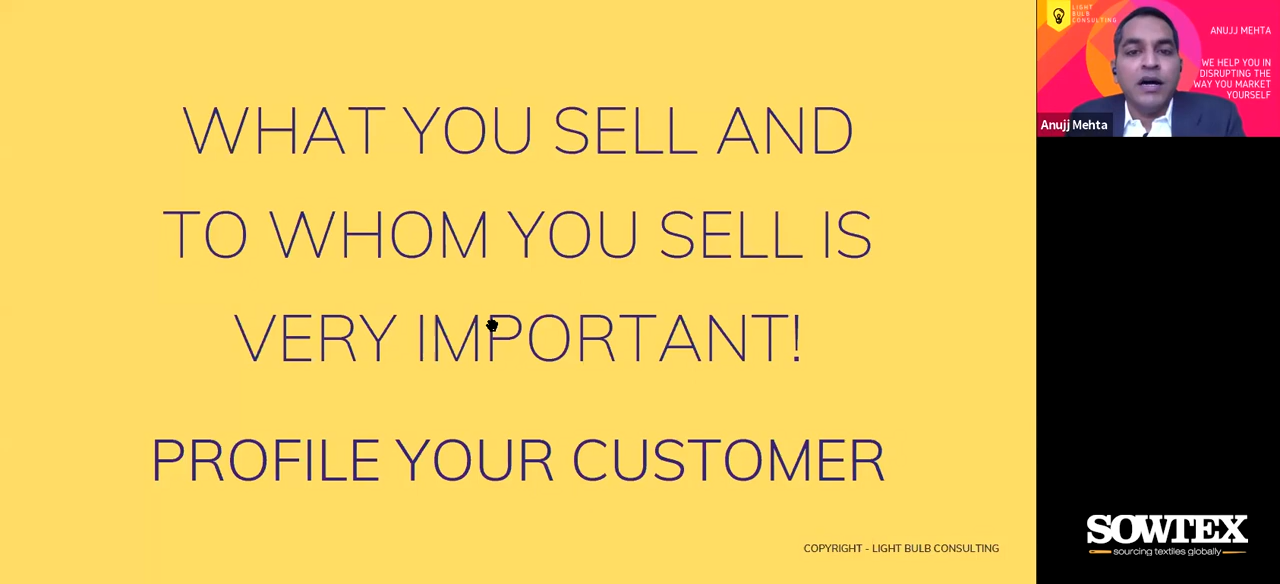 WHAT YOU SELL AND
TO WHOM YOU SELL IS
VERY IMPORTANT!
PROFILE YOUR CUSTOMER
COPYRIGHT - LIGHT BULB CONSULTING
LIGHT
BULB
CONSULTING
ANUJJ MEHTA
WE HELP YOU IN
DISRUPTING THE
WAY YOU MARKET
YOURSELF
Anujj Mehta
SOWTEX
sourcing textiles globally